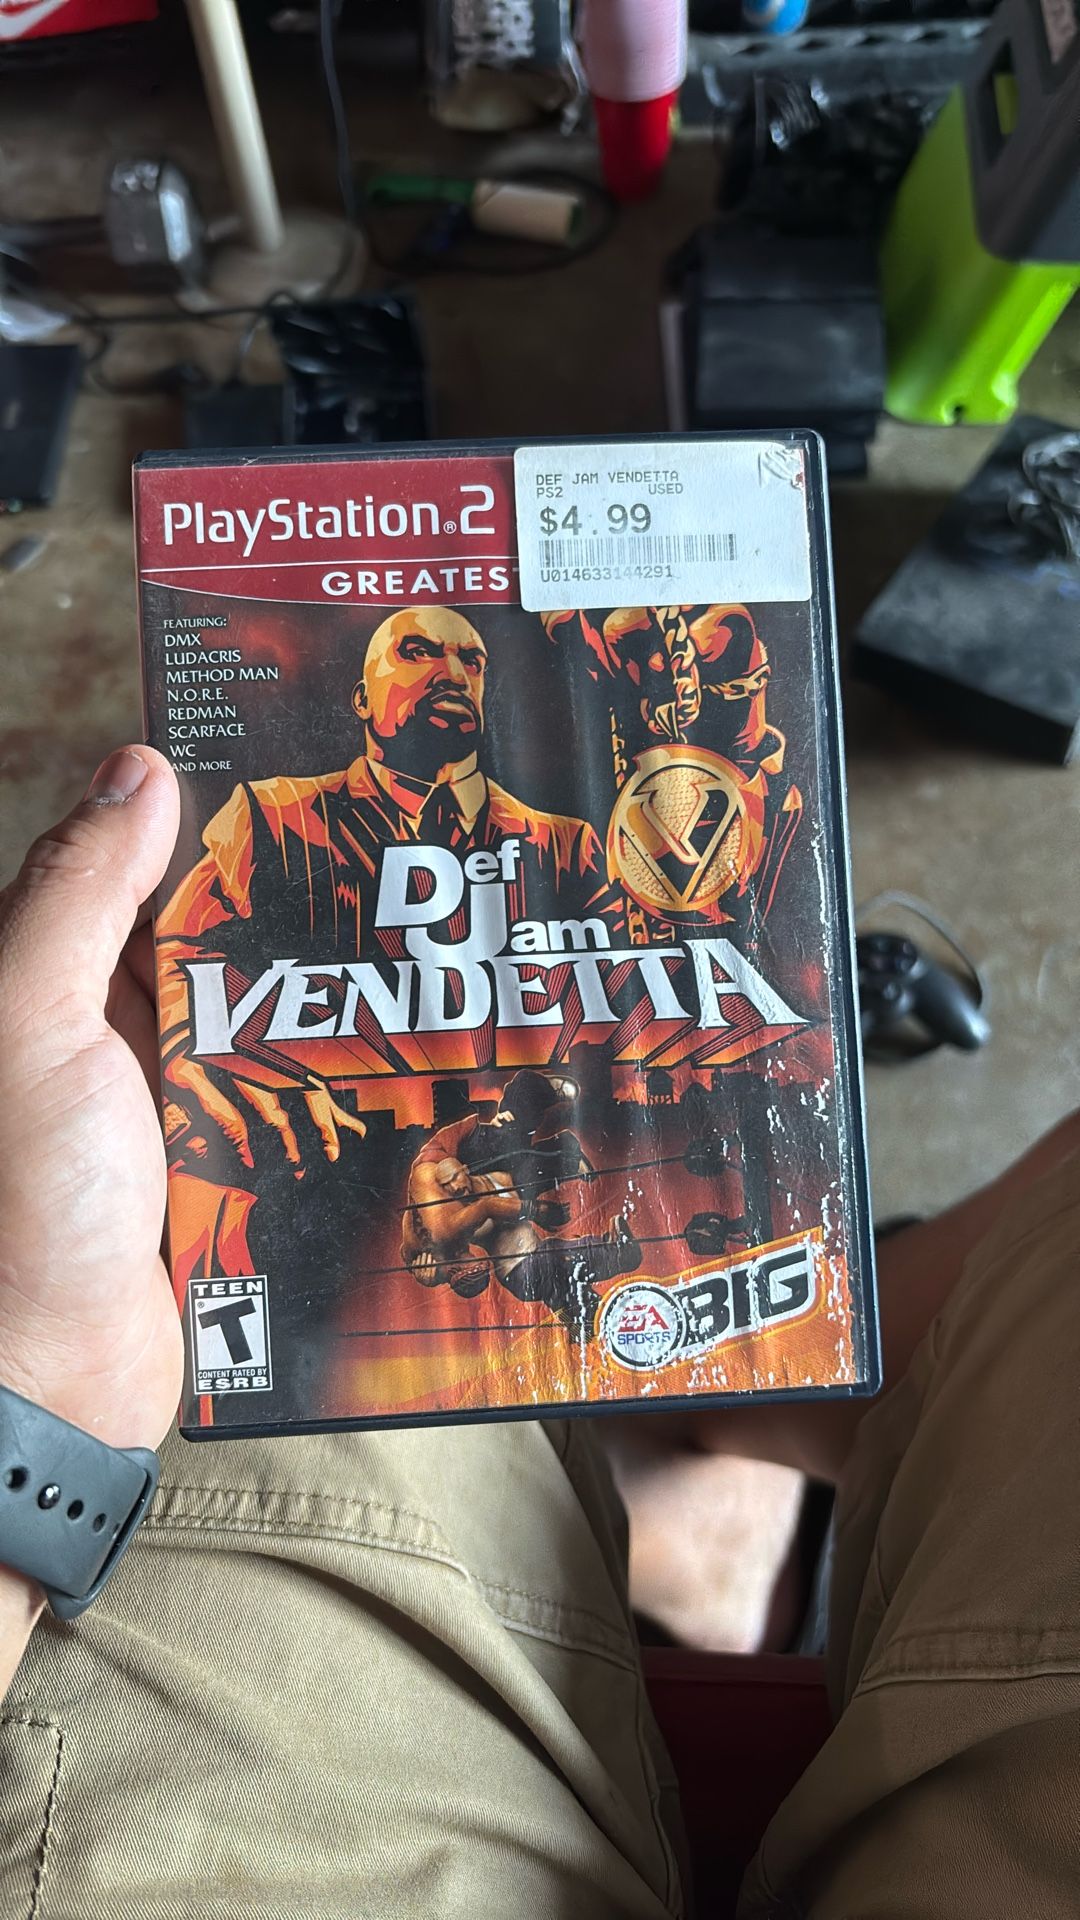 PlayStation®2
GREATES
DEF JAM VENDETTA
PS2 USED
$4.99
U014633144291
FEATURING:
DMX
LUDACRIS
METHOD MAN
N.O.R.E.
REDMAN
SCARFACE
WC
AND MORE
Def
Jam
VENDETTA
TEEN
T
CONTENT RATED BY
ESRB
EA
SPORTS
BIG